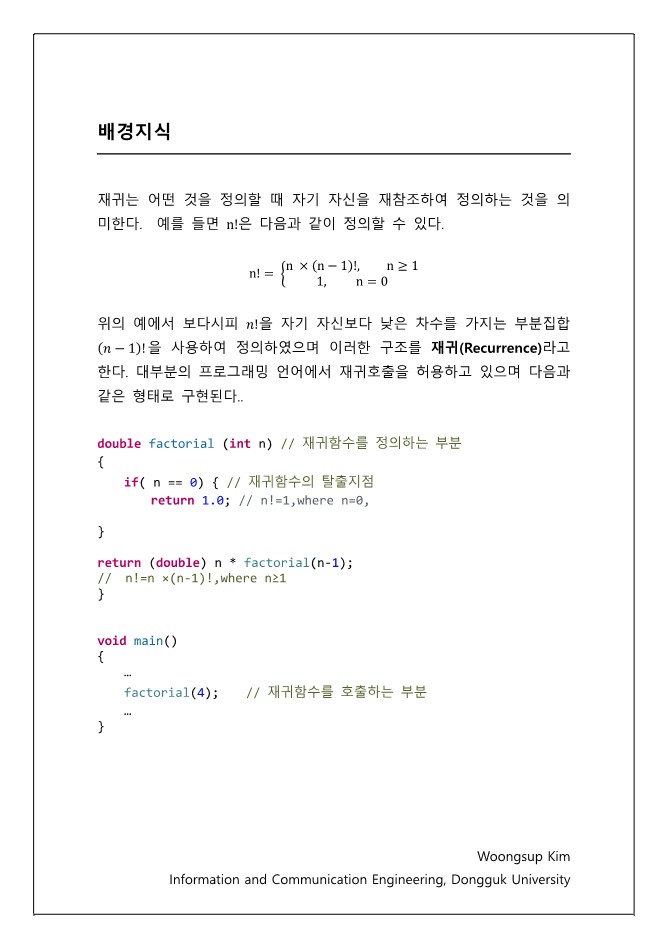 배경지식
재귀는 어떤 것을 정의할 때 자기 자신을 재참조하여 정의하는 것을 의
미한다. 예를 들면 n!은 다음과 같이 정의할 수 있다.
n! = { n × (n − 1)!, n ≥ 1
1, n = 0
위의 예에서 보다시피 n!을 자기 자신보다 낮은 차수를 가지는 부분집합
(n − 1)!을 사용하여 정의하였으며 이러한 구조를 재귀(Recurrence)라고
한다. 대부분의 프로그래밍 언어에서 재귀호출을 허용하고 있으며 다음과
같은 형태로 구현된다..
double factorial (int n) // 재귀함수를 정의하는 부분
{
if( n == 0) { // 재귀함수의 탈출지점
return 1.0; // n!=1,where n=0,
}
return (double) n * factorial(n-1);
// n!=n ×(n-1)!,where n≥1
}
void main()
{
…
factorial(4); // 재귀함수를 호출하는 부분
…
}
Woongsup Kim
Information and Communication Engineering, Dongguk University